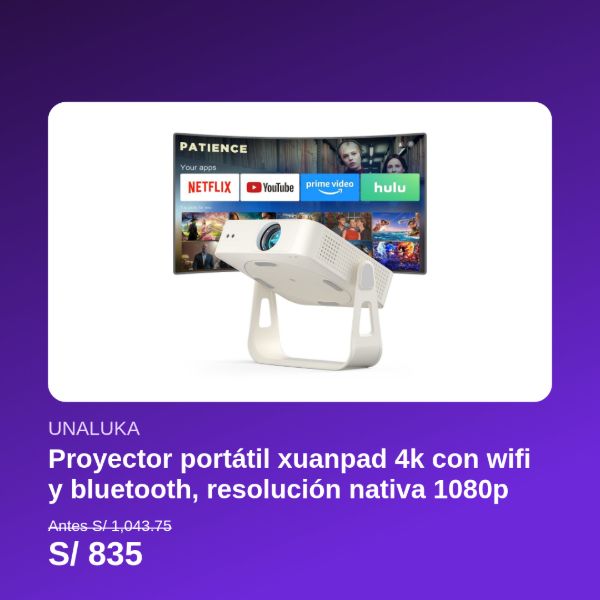 PATIENCE
Your apps
NETFLIX
YouTube
prime video
hulu
UNALUKA
Proyector portátil xuanpad 4k con wifi
y bluetooth, resolución nativa 1080p
Antes S/ 1,043.75
S/ 835